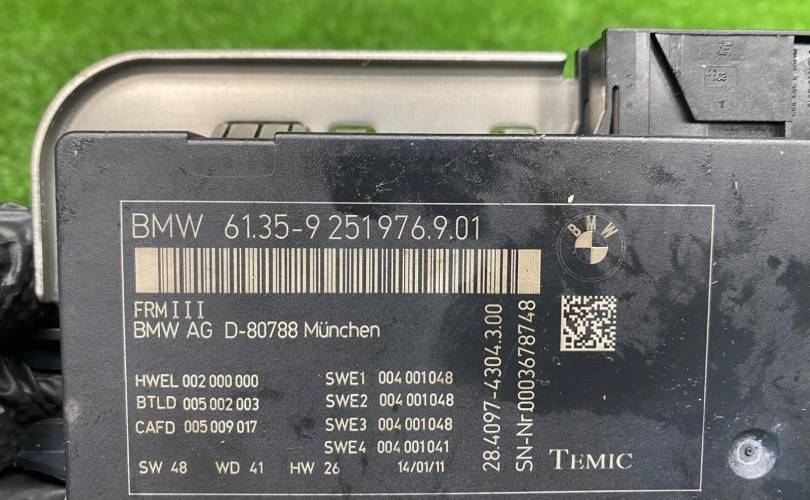 BMW 61.35-9 251 976.9.01
BMW
FRM III
BMW AG D-80788 München
HWEL 002 000 000
BTLD 005 002 003
CAFD 005 009 017
SWE1 004 001 048
SWE2 004 001 048
SWE3 004 001 048
SWE4 004 001 041
SW 48 WD 41 HW 26 14/01/11
28.4097-4304.3.00
SN-Nr 0003678748
TEMIC